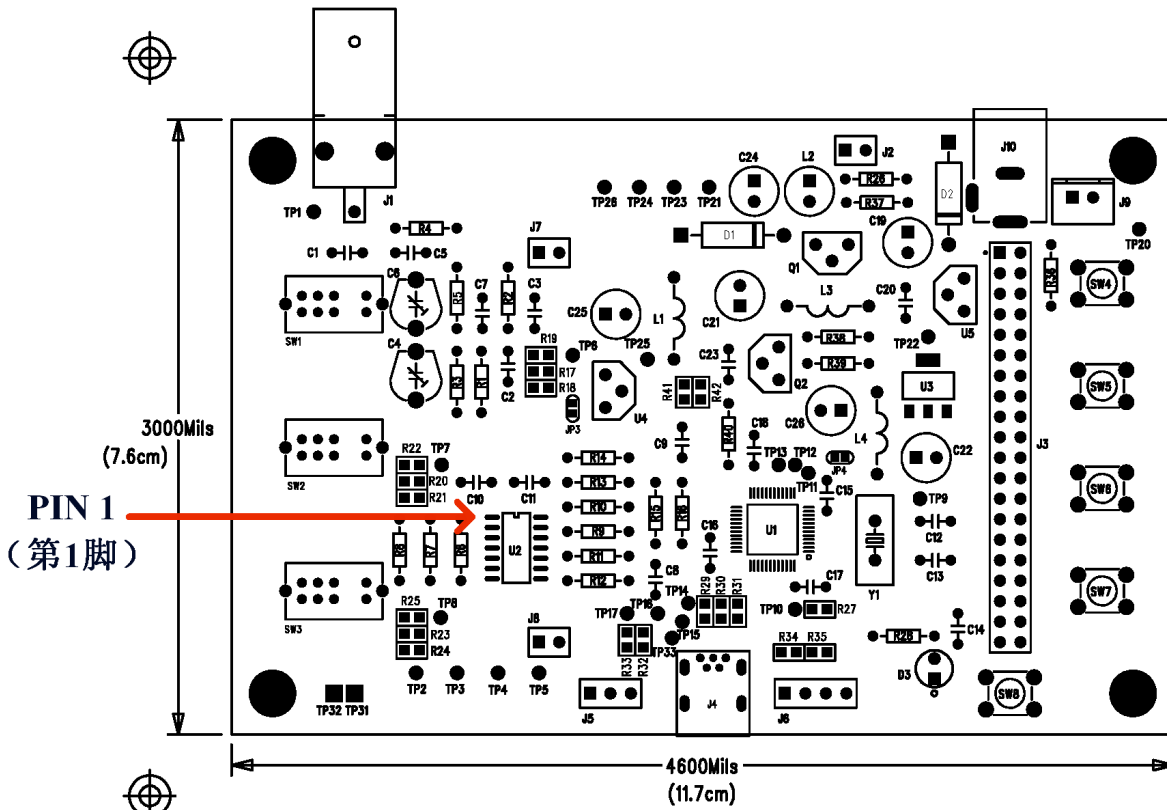 J1
TP1
R4
C1
C5
J7
C6
R5
C7
R2
C3
SW1
C4
R3
R1
C2
R19
R17
R18
JP3
TP26
TP24
TP23
TP21
C24
L2
J2
R26
R37
D1
Q1
C19
D2
J10
J9
TP20
C25
L1
C21
L3
C20
U5
R36
SW4
TP6
TP25
U4
C23
R41
R42
Q2
R38
R39
TP22
U3
SW5
C26
L4
C22
J3
R40
C18
C9
TP13
TP12
TP11
JP4
C15
3000Mils
(7.6cm)
SW2
R22
TP7
R20
R21
C10
C11
R14
R13
R10
R9
R11
R12
R15
R16
C16
U1
TP9
C12
C13
SW6
PIN 1
（第1脚）
R8
R7
R6
U2
C8
C17
Y1
SW7
SW3
R25
TP8
R23
R24
J8
TP17
TP16
TP14
TP15
TP33
R33
R32
R29
R30
R31
TP10
R27
R34
R35
R28
C14
D3
SW8
TP32
TP31
TP2
TP3
TP4
TP5
J5
J4
J6
4600Mils
(11.7cm)